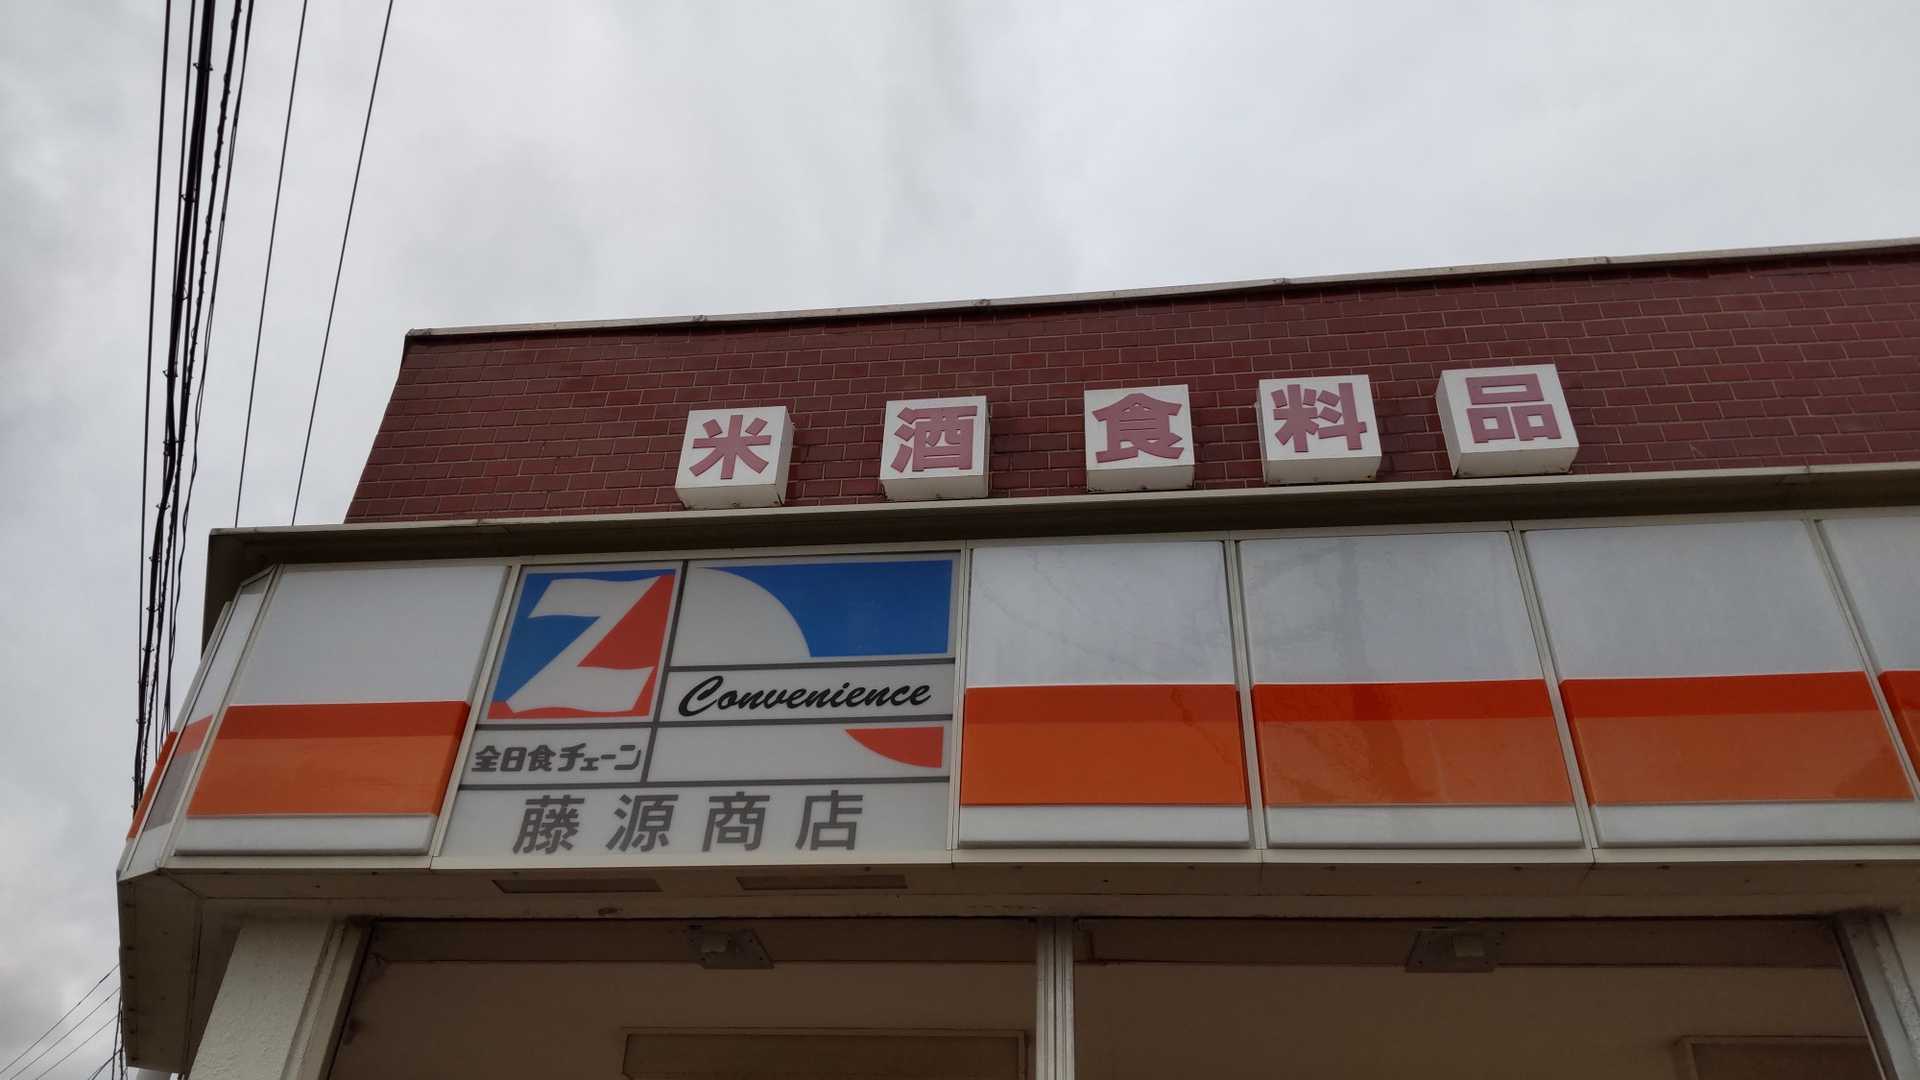 米酒食料品
Z
Convenience
全日食チェーン
藤源商店